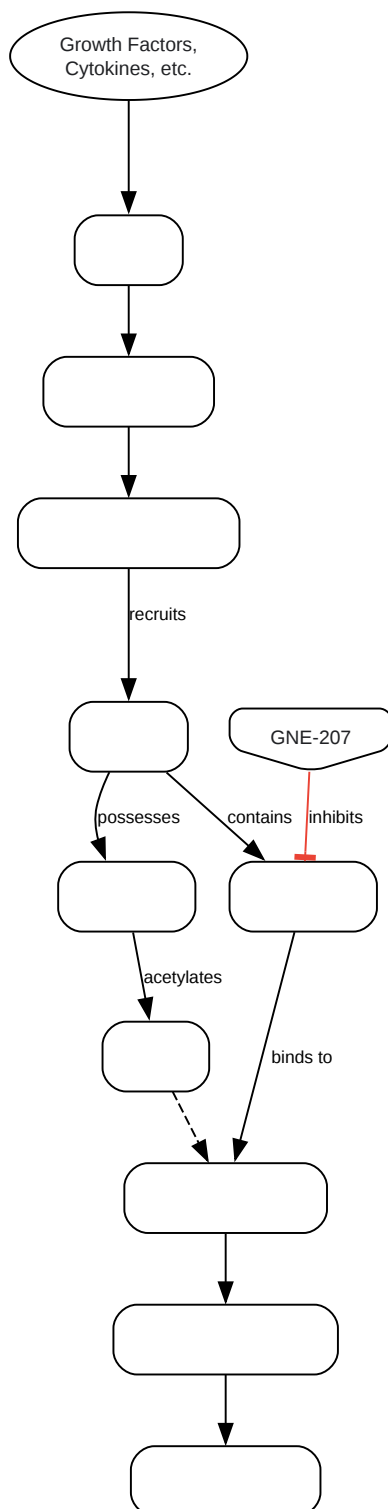 Growth Factors,
Cytokines, etc.
recruits
GNE-207
possesses
contains
inhibits
acetylates
binds to